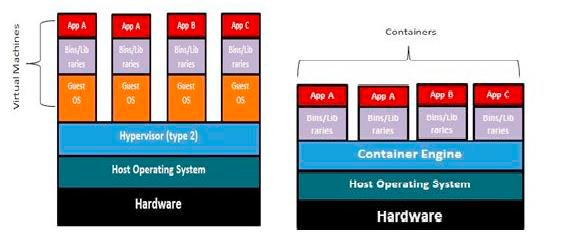 Virtual Machines
App A
App A
App B
App C
Bins/Lib
raries
Bins/Lib
raries
Bins/Lib
raries
Bins/Lib
raries
Guest
OS
Guest
OS
Guest
OS
Guest
OS
Hypervisor (type 2)
Host Operating System
Hardware
Containers
App A
App A
App B
App C
Bins/Lib
raries
Bins/Lib
raries
Bins/Lib
raries
Bins/Lib
raries
Container Engine
Host Operating System
Hardware